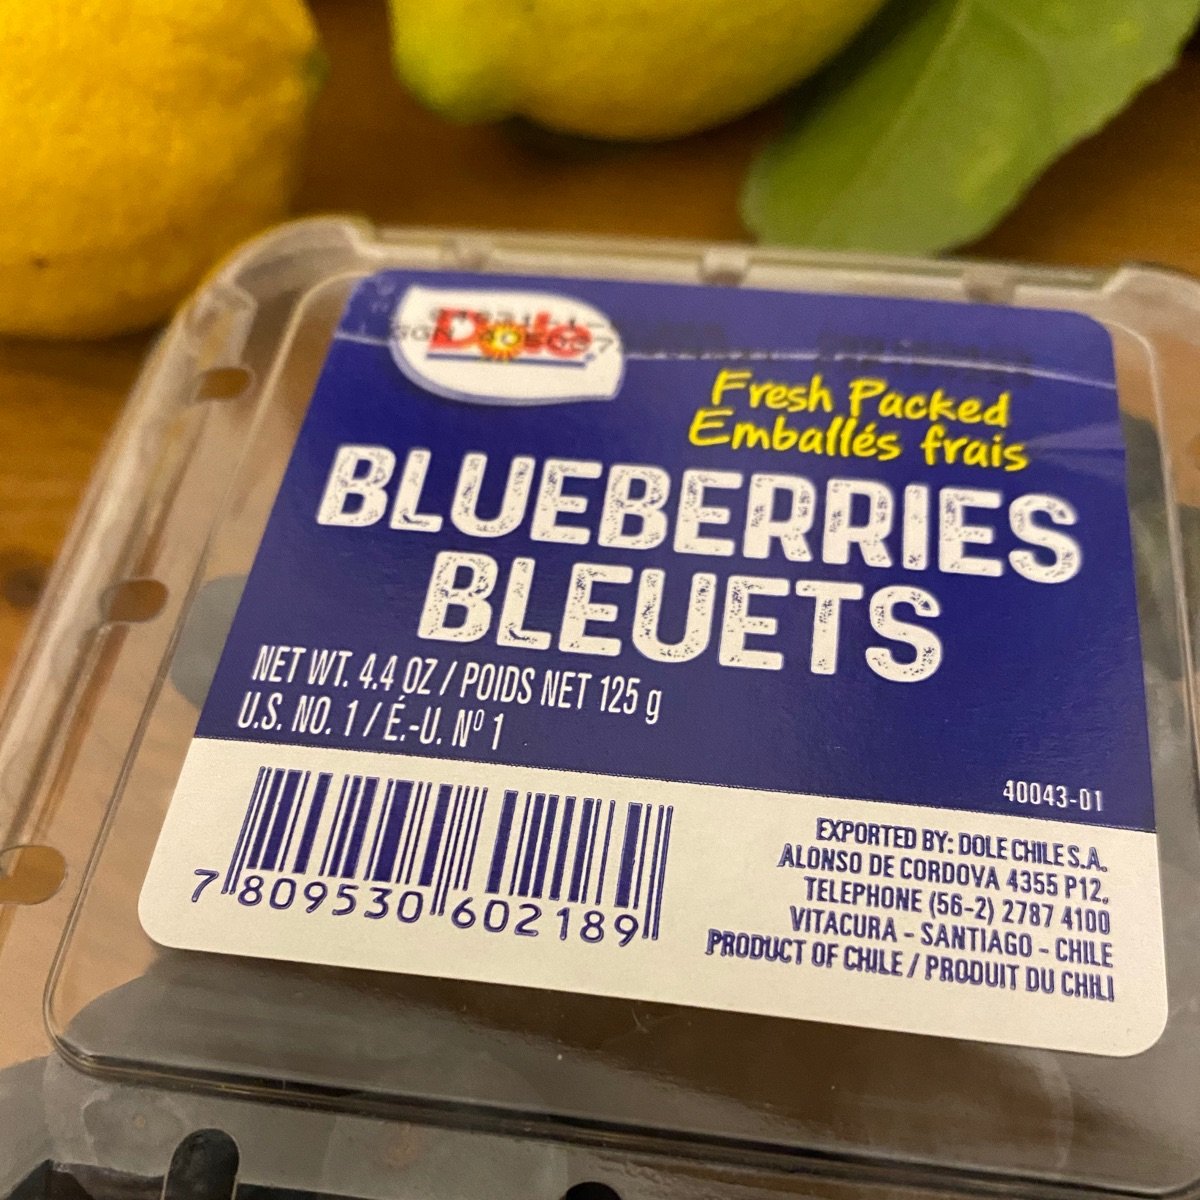 Dole
Fresh Packed
Emballés frais
BLUEBERRIES
BLEUETS
NET WT. 4.4 OZ / POIDS NET 125 g
U.S. NO. 1 / É.-U. Nº 1
40043-01
7 809530 602189
EXPORTED BY: DOLE CHILE S.A.
ALONSO DE CORDOVA 4355 P12,
TELEPHONE (56-2) 2787 4100
VITACURA - SANTIAGO - CHILE
PRODUCT OF CHILE / PRODUIT DU CHILI